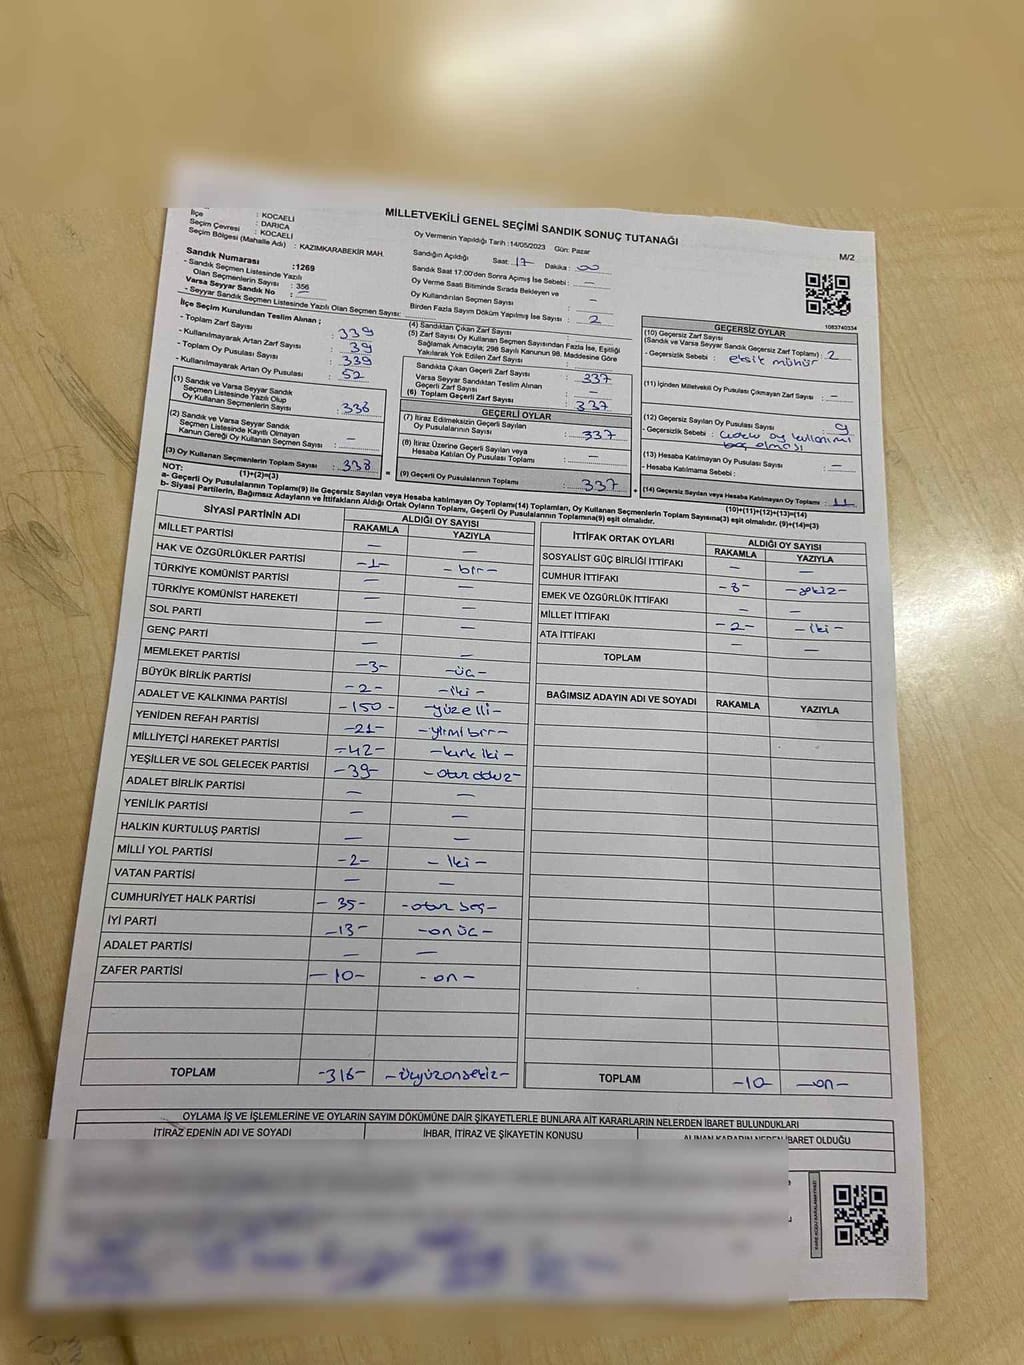 MİLLETVEKİLİ GENEL SEÇİMİ SANDIK SONUÇ TUTANAĞI
M/2
: KOCAELİ
İlçe : DARICA
Seçim Çevresi : KOCAELİ
Seçim Bölgesi (Mahalle Adı) : KAZIMKARABEKİR MAH.
Sandık Numarası :1269
- Sandık Seçmen Listesinde Yazılı
Olan Seçmenlerin Sayısı : 356
Varsa Seyyar Sandık No : –
- Seyyar Sandık Seçmen Listesinde Yazılı Olan Seçmen Sayısı:
Oy Vermenin Yapıldığı Tarih :14/05/2023 Gün: Pazar
Sandığın Açıldığı Saat: 17 Dakika: 00
Sandık Saat 17:00'den Sonra Açılmış İse Sebebi : –
Oy Verme Saati Bitiminde Sırada Bekleyen ve
Oy Kullandırılan Seçmen Sayısı : –
Birden Fazla Sayım Döküm Yapılmış İse Sayısı : 2
1083740334
İlçe Seçim Kurulundan Teslim Alınan ;
- Toplam Zarf Sayısı : 339
- Kullanılmayarak Artan Zarf Sayısı : 39
- Toplam Oy Pusulası Sayısı : 339
- Kullanılmayarak Artan Oy Pusulası : 52
(1) Sandık ve Varsa Seyyar Sandık
Seçmen Listesinde Yazılı Olup
Oy Kullanan Seçmenlerin Sayısı : 338
(2) Sandık ve Varsa Seyyar Sandık
Seçmen Listesinde Kayıtlı Olmayan
Kanun Gereği Oy Kullanan Seçmen Sayısı : –
(3) Oy Kullanan Seçmenlerin Toplam Sayısı : 338
(1)+(2)=(3)
(4) Sandıktan Çıkan Zarf Sayısı
(5) Zarf Sayısı Oy Kullanan Seçmen Sayısından Fazla İse, Eşitliği
Sağlamak Amacıyla; 298 Sayılı Kanunun 98. Maddesine Göre
Yakılarak Yok Edilen Zarf Sayısı
Sandıkta Çıkan Geçerli Zarf Sayısı : 337
Varsa Seyyar Sandıktan Teslim Alınan
Geçerli Zarf Sayısı : –
(6) Toplam Geçerli Zarf Sayısı : 337
GEÇERLİ OYLAR
(7) İtiraz Edilmeksizin Geçerli Sayılan
Oy Pusulalarının Sayısı : 337
(8) İtiraz Üzerine Geçerli Sayılan veya
Hesaba Katılan Oy Pusulaları Toplamı : –
(9) Geçerli Oy Pusulalarının Toplamı : 337
GEÇERSİZ OYLAR
(10) Geçersiz Zarf Sayısı
(Sandık ve Varsa Seyyar Sandık Geçersiz Zarf Toplamı) : 2
- Geçersizlik Sebebi : eksik mühür
(11) İçinden Milletvekili Oy Pusulası Çıkmayan Zarf Sayısı : –
(12) Geçersiz Sayılan Oy Pusulası Sayısı : 9
- Geçersizlik Sebebi : oy kullanımı
boş olması
(13) Hesaba Katılmayan Oy Pusulası Sayısı : –
- Hesaba Katılmama Sebebi :
(14) Geçersiz Sayılan veya Hesaba Katılmayan Oy Toplamı : 11
(10)+(11)+(12)+(13)=(14)
NOT:
a- Geçerli Oy Pusulalarının Toplamı(9) ile Geçersiz Sayılan veya Hesaba katılmayan Oy Toplamı(14) Toplamları, Oy Kullanan Seçmenlerin Toplam Sayısına(3) eşit olmalıdır. (9)+(14)=(3)
b- Siyasi Partilerin, Bağımsız Adayların ve İttifakların Aldığı Ortak Oyların Toplamı, Geçerli Oy Pusulalarının Toplamına(9) eşit olmalıdır.
SİYASİ PARTİNİN ADI ALDIĞI OY SAYISI
RAKAMLA YAZIYLA
MİLLET PARTİSİ – –
HAK VE ÖZGÜRLÜKLER PARTİSİ -1- - bir -
TÜRKİYE KOMÜNİST PARTİSİ – –
TÜRKİYE KOMÜNİST HAREKETİ – –
SOL PARTİ – –
GENÇ PARTİ – –
MEMLEKET PARTİSİ -3- -üç-
BÜYÜK BİRLİK PARTİSİ -2- -iki-
ADALET VE KALKINMA PARTİSİ -150- -yüzelli-
YENİDEN REFAH PARTİSİ -21- -yirmi bir-
MİLLİYETÇİ HAREKET PARTİSİ -42- -kırk iki-
YEŞİLLER VE SOL GELECEK PARTİSİ -39- -otuz dokuz-
ADALET BİRLİK PARTİSİ – –
YENİLİK PARTİSİ – –
HALKIN KURTULUŞ PARTİSİ – –
MİLLİ YOL PARTİSİ -2- - iki -
VATAN PARTİSİ – –
CUMHURİYET HALK PARTİSİ - 35- -otuz beş-
İYİ PARTİ -13- -on üç-
ADALET PARTİSİ – –
ZAFER PARTİSİ -10- - on -
TOPLAM -318- -üçyüzonsekiz-
İTTİFAK ORTAK OYLARI ALDIĞI OY SAYISI
RAKAMLA YAZIYLA
SOSYALİST GÜÇ BİRLİĞİ İTTİFAKI – –
CUMHUR İTTİFAKI -8- -sekiz-
EMEK VE ÖZGÜRLÜK İTTİFAKI – –
MİLLET İTTİFAKI -2- -iki-
ATA İTTİFAKI – –
TOPLAM
BAĞIMSIZ ADAYIN ADI VE SOYADI RAKAMLA YAZIYLA
TOPLAM -10- -on-
OYLAMA İŞ VE İŞLEMLERİNE VE OYLARIN SAYIM DÖKÜMÜNE DAİR ŞİKAYETLERLE BUNLARA AİT KARARLARIN NELERDEN İBARET BULUNDUKLARI
İTİRAZ EDENİN ADI VE SOYADI İHBAR, İTİRAZ VE ŞİKAYETİN KONUSU ALINAN KARARIN NEDEN İBARET OLDUĞU